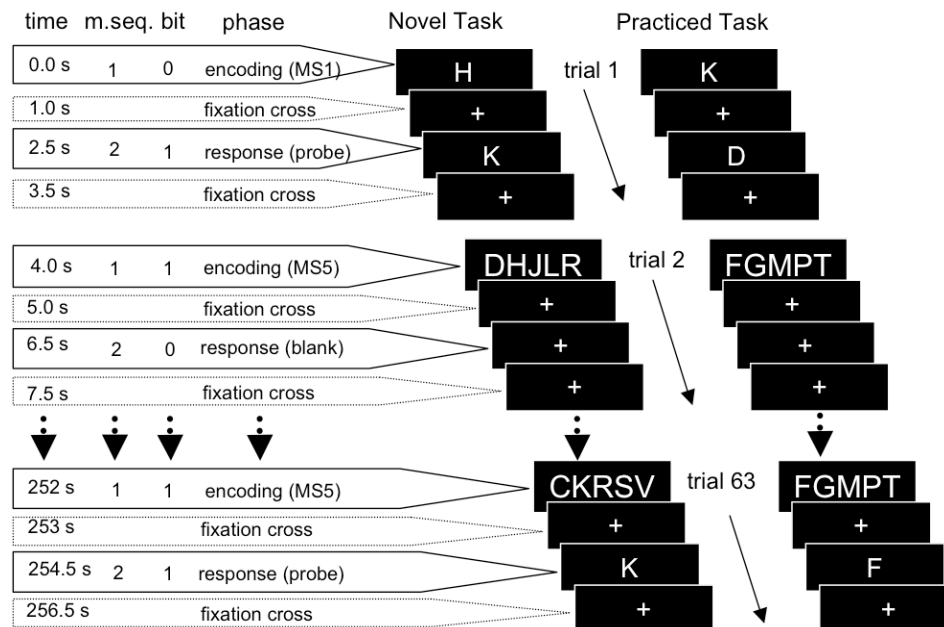 time m.seq. bit phase Novel Task Practiced Task
0.0 s 1 0 encoding (MS1) H trial 1 K
1.0 s fixation cross + +
2.5 s 2 1 response (probe) K D
3.5 s fixation cross + +
4.0 s 1 1 encoding (MS5) DHJLR trial 2 FGMPT
5.0 s fixation cross + +
6.5 s 2 0 response (blank) + +
7.5 s fixation cross + +
252 s 1 1 encoding (MS5) CKRSV trial 63 FGMPT
253 s fixation cross + +
254.5 s 2 1 response (probe) K F
256.5 s fixation cross + +